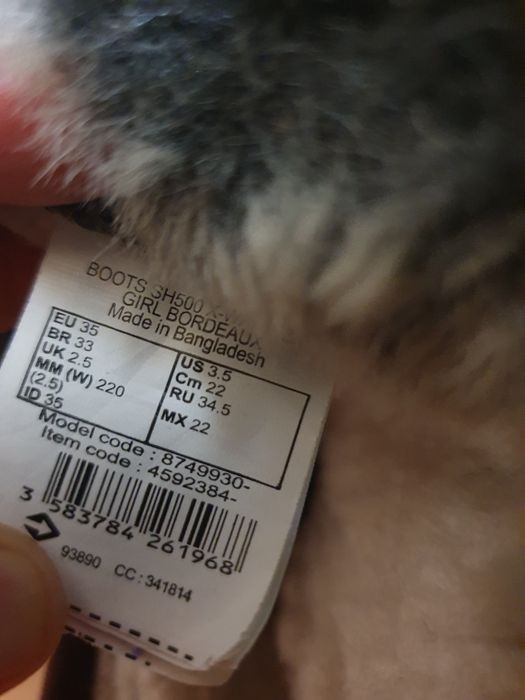 BOOTS SH500 X-
GIRL BORDEAUX
Made in Bangladesh
EU 35
BR 33
UK 2.5
MM (W) 220
(2.5)
ID 35
US 3.5
Cm 22
RU 34.5
MX 22
Model code : 8749930-
Item code : 4592384-
3 583784 261968
93890 CC:341814